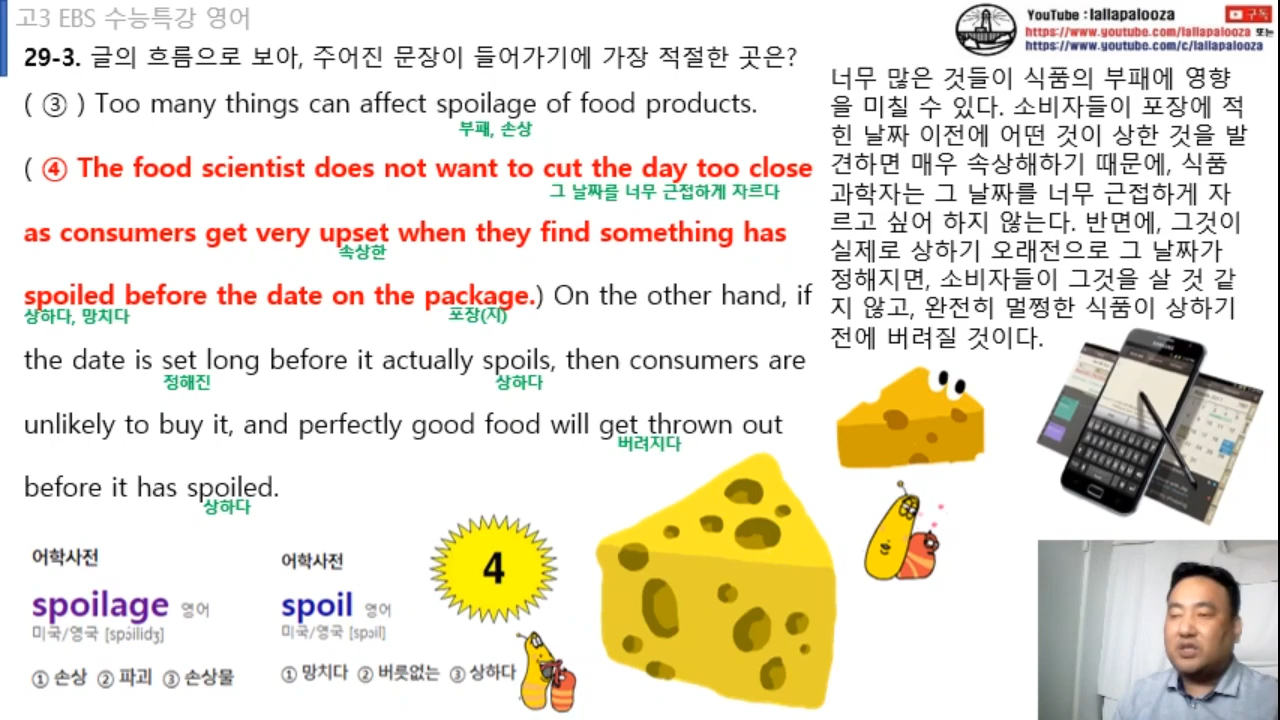 고3 EBS 수능특강 영어
YouTube : lallapalooza
구독
https://www.youtube.com/lallapalooza 또는
https://www.youtube.com/c/lallapalooza
29-3. 글의 흐름으로 보아, 주어진 문장이 들어가기에 가장 적절한 곳은?
( ③ ) Too many things can affect spoilage of food products.
부패, 손상
( ④ The food scientist does not want to cut the day too close
그 날짜를 너무 근접하게 자르다
as consumers get very upset when they find something has
속상한
spoiled before the date on the package.) On the other hand, if
상하다, 망치다 포장(지)
the date is set long before it actually spoils, then consumers are
정해진 상하다
unlikely to buy it, and perfectly good food will get thrown out
버려지다
before it has spoiled.
상하다
너무 많은 것들이 식품의 부패에 영향
을 미칠 수 있다. 소비자들이 포장에 적
힌 날짜 이전에 어떤 것이 상한 것을 발
견하면 매우 속상해하기 때문에, 식품
과학자는 그 날짜를 너무 근접하게 자
르고 싶어 하지 않는다. 반면에, 그것이
실제로 상하기 오래전으로 그 날짜가
정해지면, 소비자들이 그것을 살 것 같
지 않고, 완전히 멀쩡한 식품이 상하기
전에 버려질 것이다.
어학사전
spoilage 영어
미국/영국 [spɔ́ilidʒ]
① 손상 ② 파괴 ③ 손상물
어학사전
spoil 영어
미국/영국 [spɔil]
① 망치다 ② 버릇없는 ③ 상하다
4